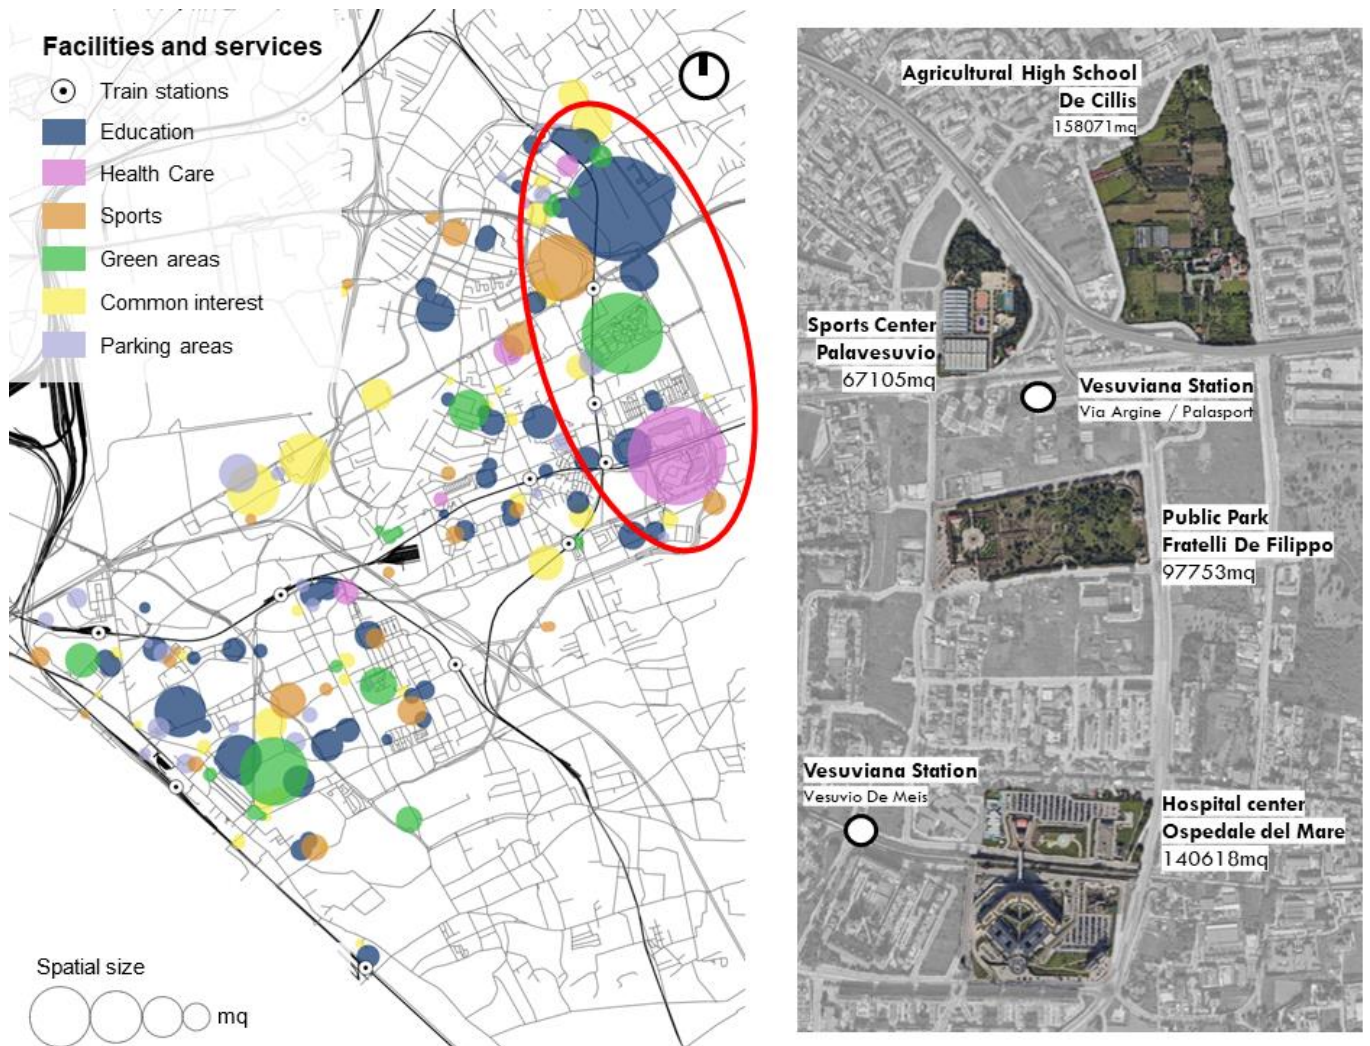 Facilities and services
Train stations
Education
Health Care
Sports
Green areas
Common interest
Parking areas
Spatial size
mq
Agricultural High School
De Cillis
158071mq
Sports Center
Palavesuvio
67105mq
Vesuviana Station
Via Argine / Palasport
Public Park
Fratelli De Filippo
97753mq
Vesuviana Station
Vesuvio De Meis
Hospital center
Ospedale del Mare
140618mq